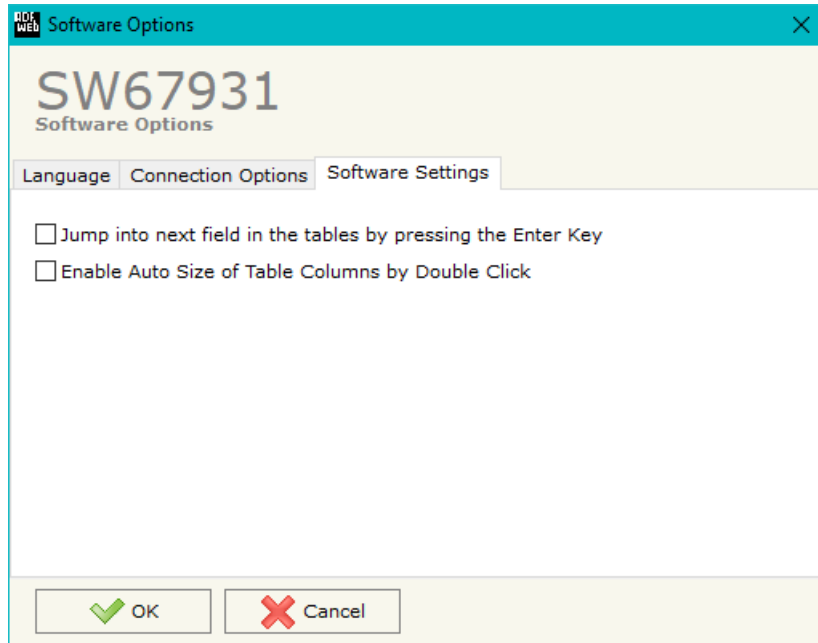 ADF
WEB Software Options
SW67931
Software Options
Language Connection Options Software Settings
Jump into next field in the tables by pressing the Enter Key
Enable Auto Size of Table Columns by Double Click
OK Cancel